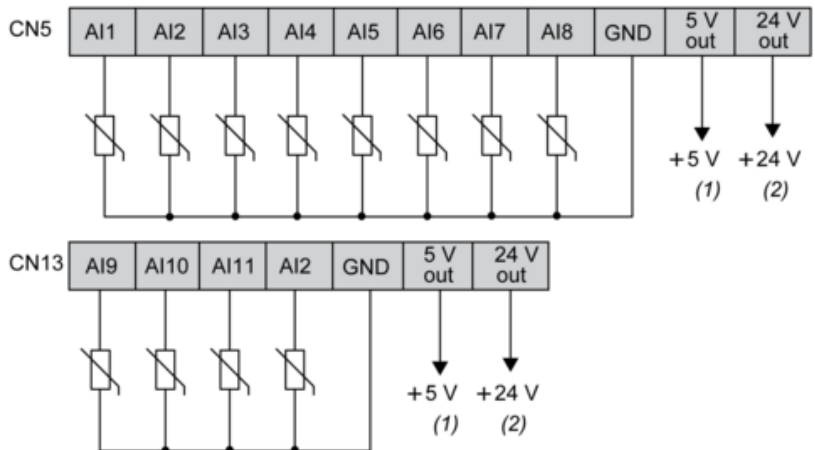 CN5 AI1 AI2 AI3 AI4 AI5 AI6 AI7 AI8 GND 5 V out 24 V out
+5 V +24 V
(1) (2)
CN13 AI9 AI10 AI11 AI2 GND 5 V out 24 V out
+5 V +24 V
(1) (2)